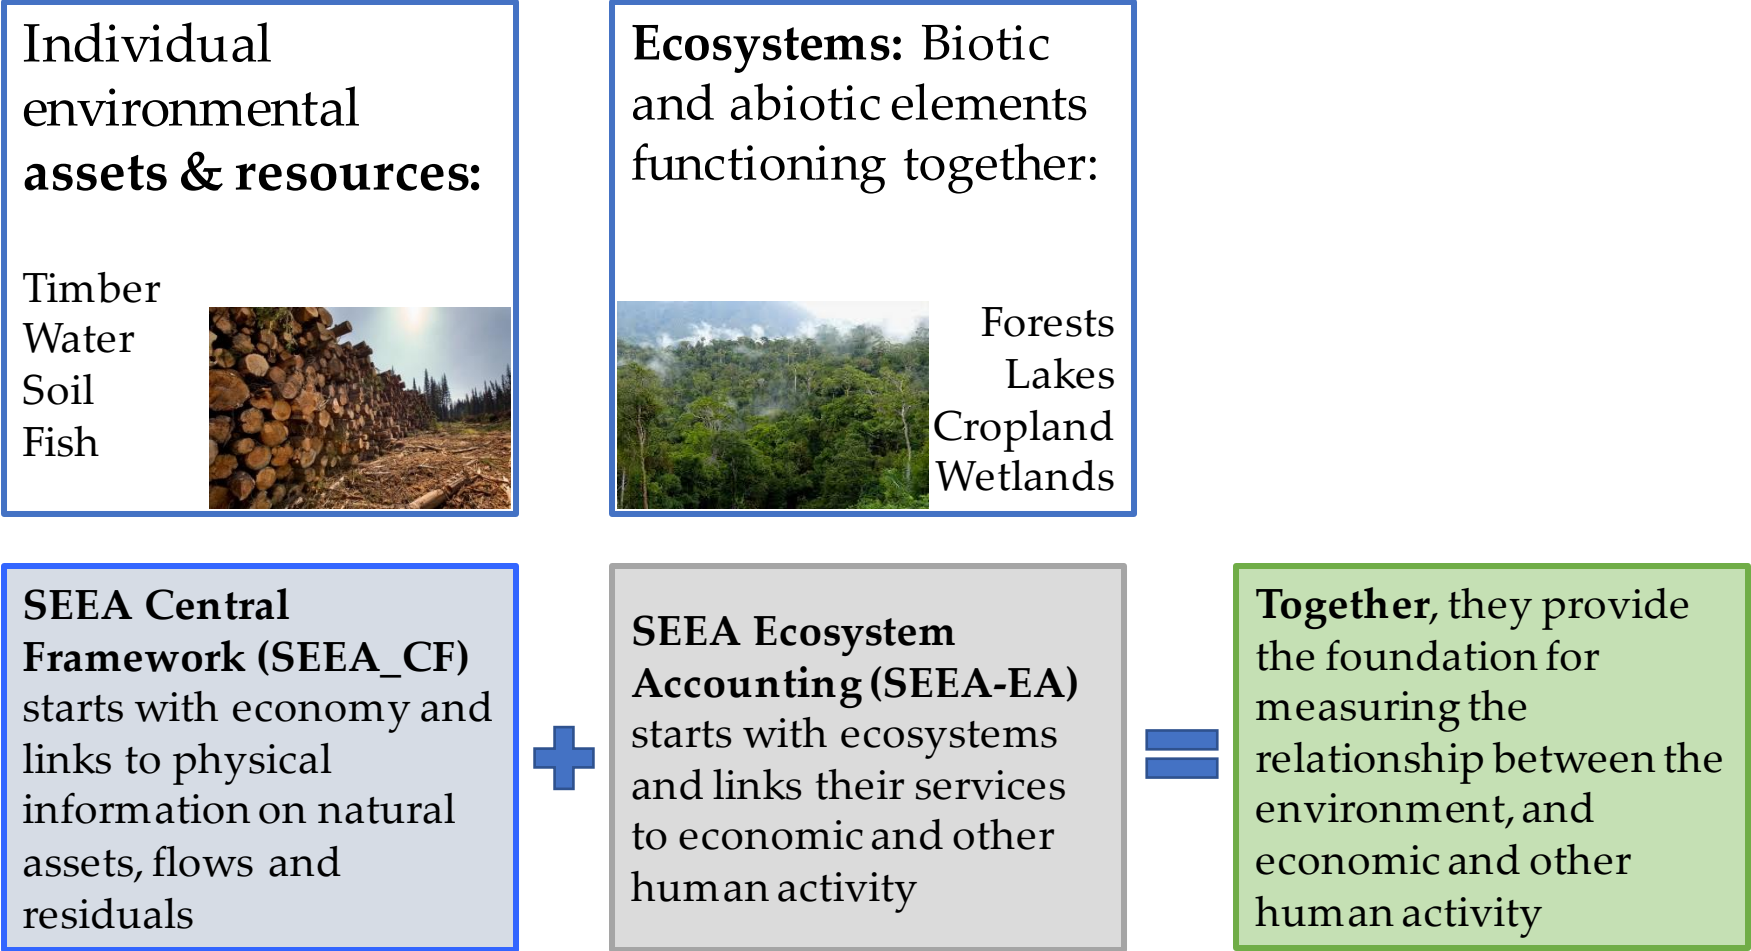 Individual
environmental
assets & resources:
Timber
Water
Soil
Fish
Ecosystems: Biotic
and abiotic elements
functioning together:
Forests
Lakes
Cropland
Wetlands
SEEA Central
Framework (SEEA_CF)
starts with economy and
links to physical
information on natural
assets, flows and
residuals
SEEA Ecosystem
Accounting (SEEA-EA)
starts with ecosystems
and links their services
to economic and other
human activity
Together, they provide
the foundation for
measuring the
relationship between the
environment, and
economic and other
human activity